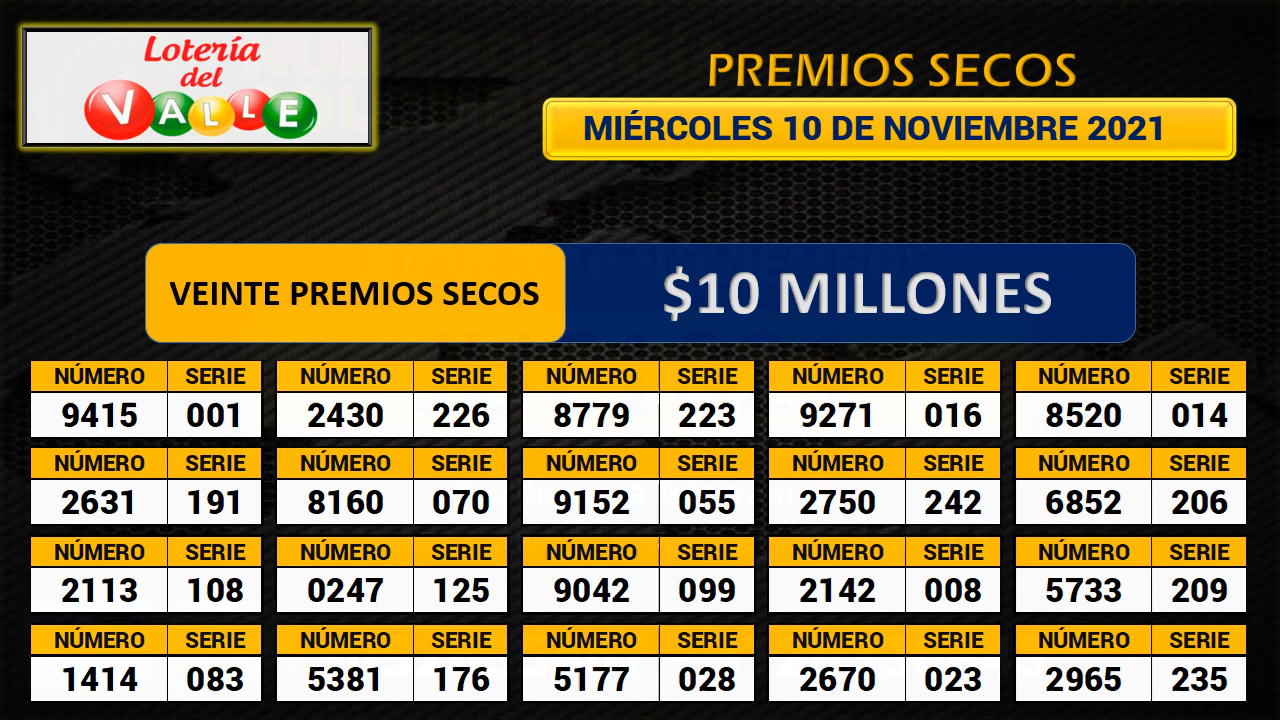 Lotería
del
VALLE
PREMIOS SECOS
MIÉRCOLES 10 DE NOVIEMBRE 2021
VEINTE PREMIOS SECOS $10 MILLONES
NÚMERO SERIE NÚMERO SERIE NÚMERO SERIE NÚMERO SERIE NÚMERO SERIE
9415 001 2430 226 8779 223 9271 016 8520 014
NÚMERO SERIE NÚMERO SERIE NÚMERO SERIE NÚMERO SERIE NÚMERO SERIE
2631 191 8160 070 9152 055 2750 242 6852 206
NÚMERO SERIE NÚMERO SERIE NÚMERO SERIE NÚMERO SERIE NÚMERO SERIE
2113 108 0247 125 9042 099 2142 008 5733 209
NÚMERO SERIE NÚMERO SERIE NÚMERO SERIE NÚMERO SERIE NÚMERO SERIE
1414 083 5381 176 5177 028 2670 023 2965 235